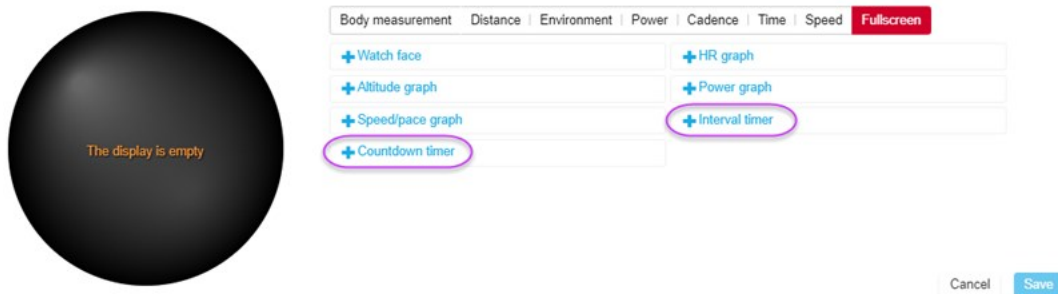 Body measurement Distance Environment Power Cadence Time Speed Fullscreen
Watch face HR graph
Altitude graph Power graph
Speed/pace graph Interval timer
The display is empty
Countdown timer
Cancel Save